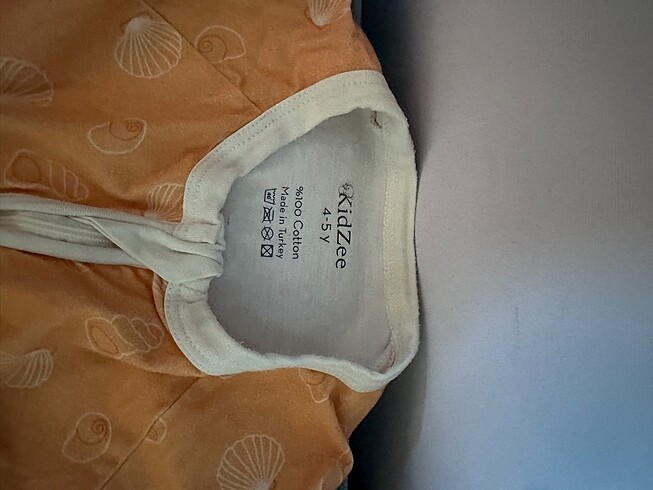 KidZee
4-5 y
%100 Cotton
Made in Turkey